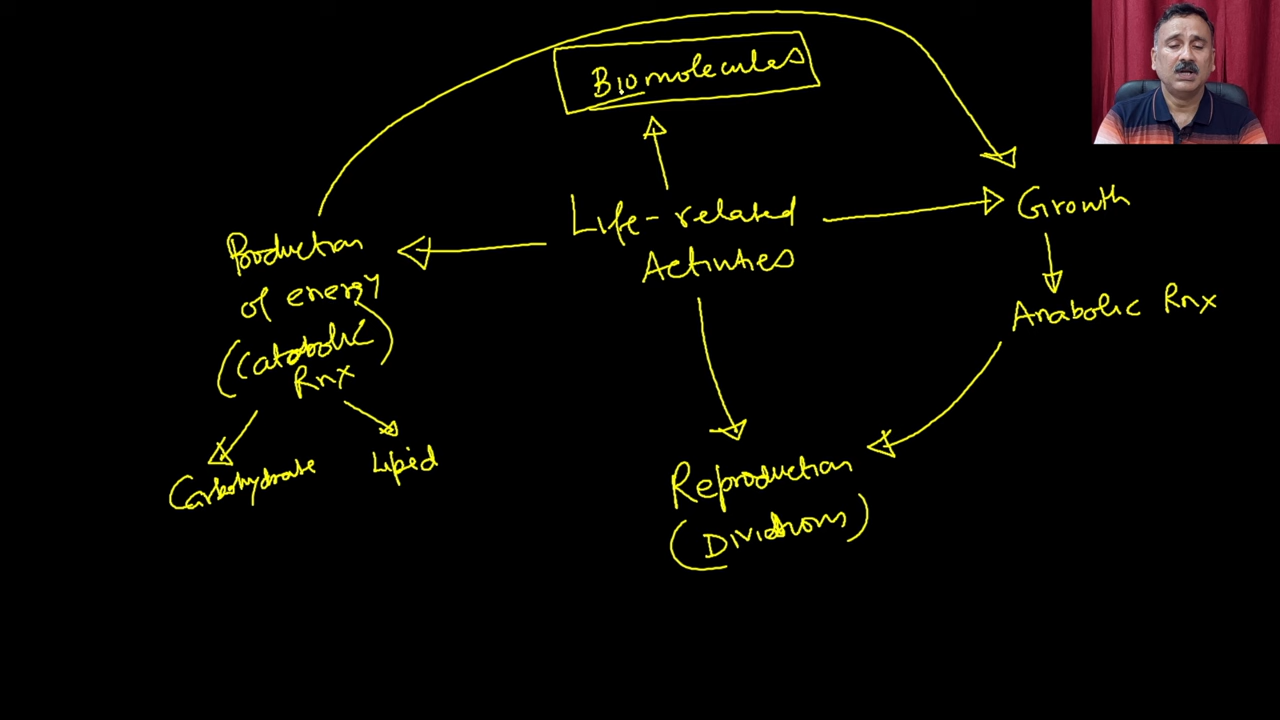 Biomolecules
Life-related
Activities
Growth
Anabolic Rnx
Production
of energy
(Catabolic
Rnx
Carbohydrate
Lipid
Reproduction
(Divisions)